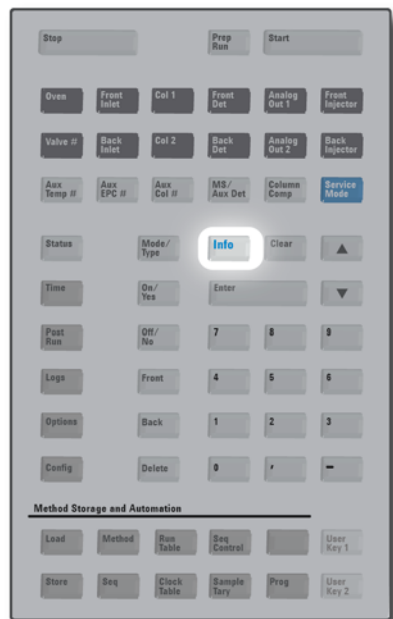 Stop
Prep
Run
Start
Oven
Front
Inlet
Col 1
Front
Det
Analog
Out 1
Front
Injector
Valve #
Back
Inlet
Col 2
Back
Det
Analog
Out 2
Back
Injector
Aux
Temp #
Aux
EPC #
Aux
Col #
MS/
Aux Det
Column
Comp
Service
Mode
Status
Mode/
Type
Info
Clear
Time
On/
Yes
Enter
Post
Run
Off/
No
7
8
9
Logs
Front
4
5
6
Options
Back
1
2
3
Config
Delete
0
,
-
Method Storage and Automation
Load
Method
Run
Table
Seq
Control
User
Key 1
Store
Seq
Clock
Table
Sample
Tary
Prog
User
Key 2